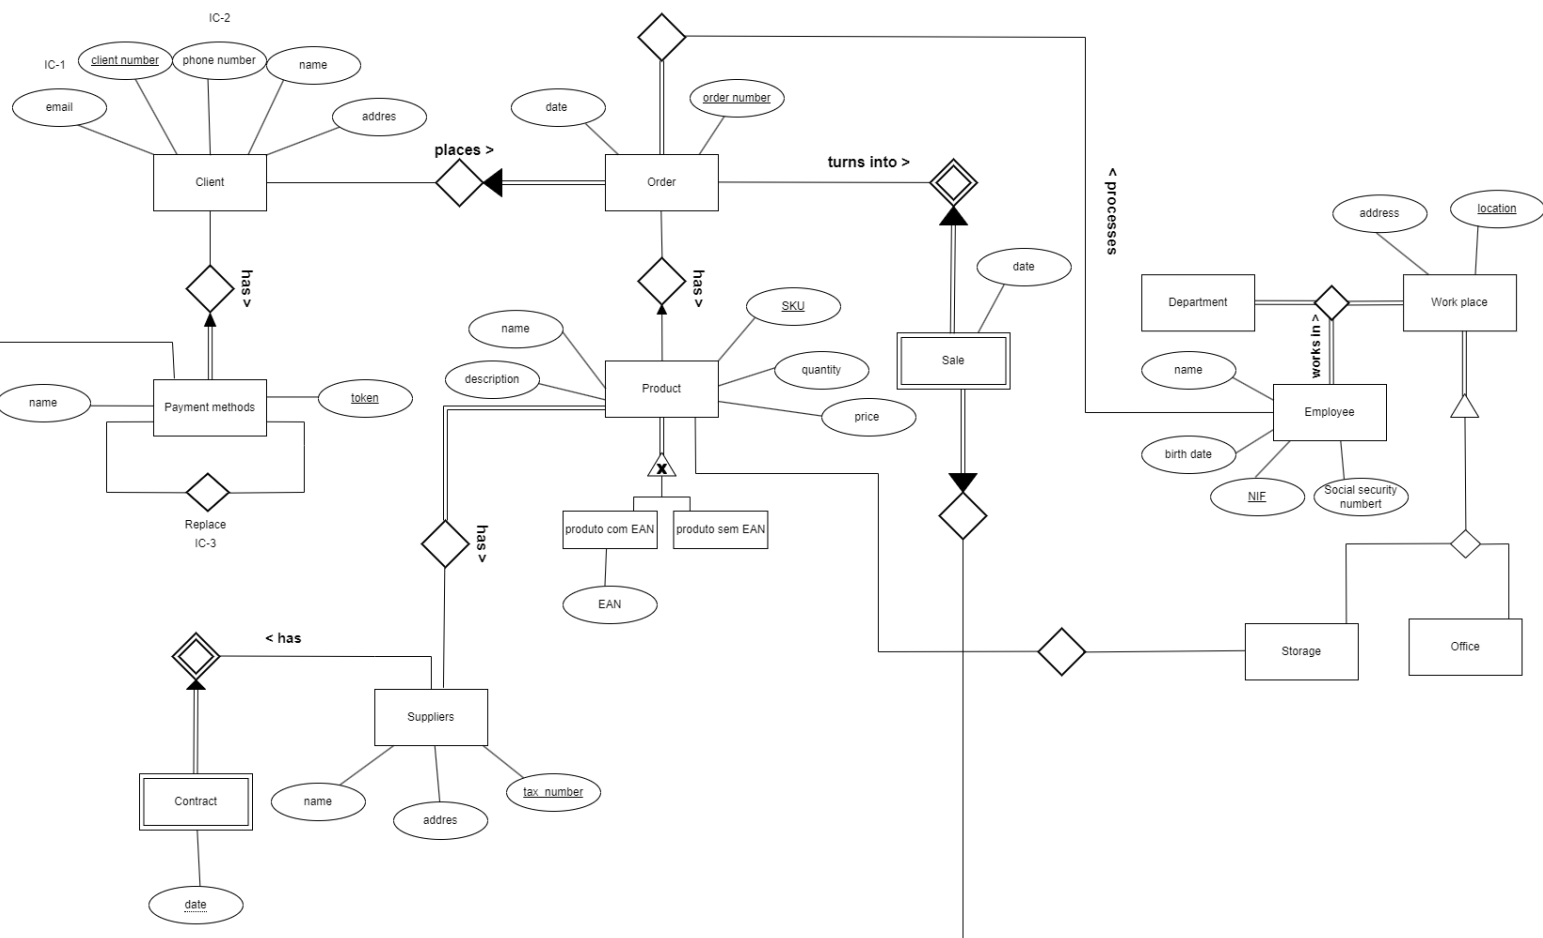 IC-2
IC-1
client number
phone number
name
email
addres
date
order number
places >
Client
Order
turns into >
< processes
address
location
has >
has >
date
Department
Work place
works in >
SKU
name
description
quantity
Product
price
Sale
name
Employee
birth date
NIF
Social security
numbert
name
Payment methods
token
Replace
IC-3
X
produto com EAN
produto sem EAN
has >
EAN
< has
Storage
Office
Suppliers
Contract
name
addres
tax_number
date